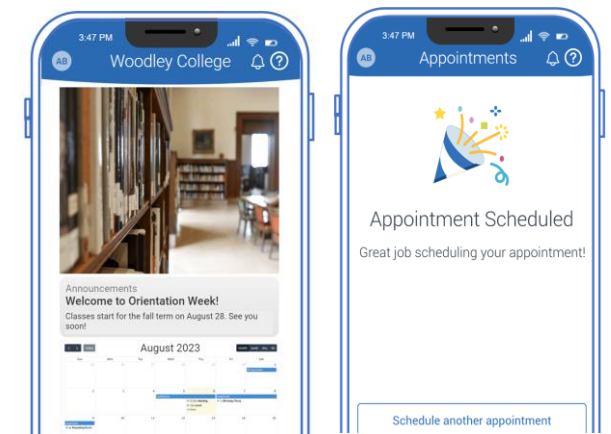 3:47 PM
AB
Woodley College
Announcements
Welcome to Orientation Week!
Classes start for the fall term on August 28. See you
soon!
August 2023
3:47 PM
AB
Appointments
Appointment Scheduled
Great job scheduling your appointment!
Schedule another appointment